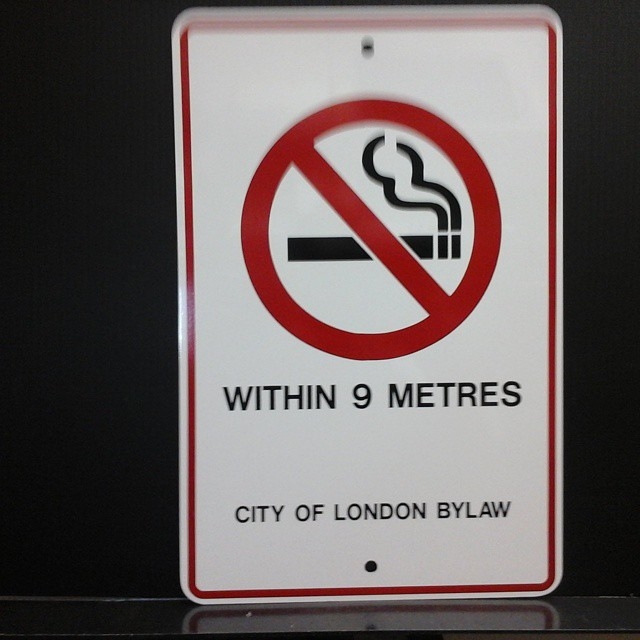 WITHIN 9 METRES
CITY OF LONDON BYLAW